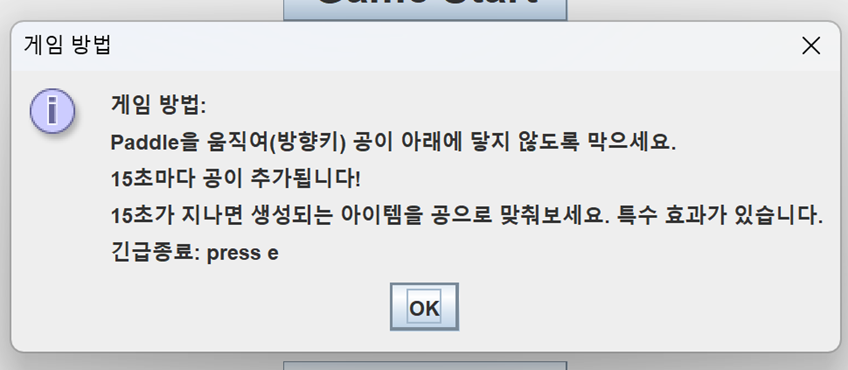 Game Start
게임 방법
게임 방법:
Paddle을 움직여(방향키) 공이 아래에 닿지 않도록 막으세요.
15초마다 공이 추가됩니다!
15초가 지나면 생성되는 아이템을 공으로 맞춰보세요. 특수 효과가 있습니다.
긴급종료: press e
OK